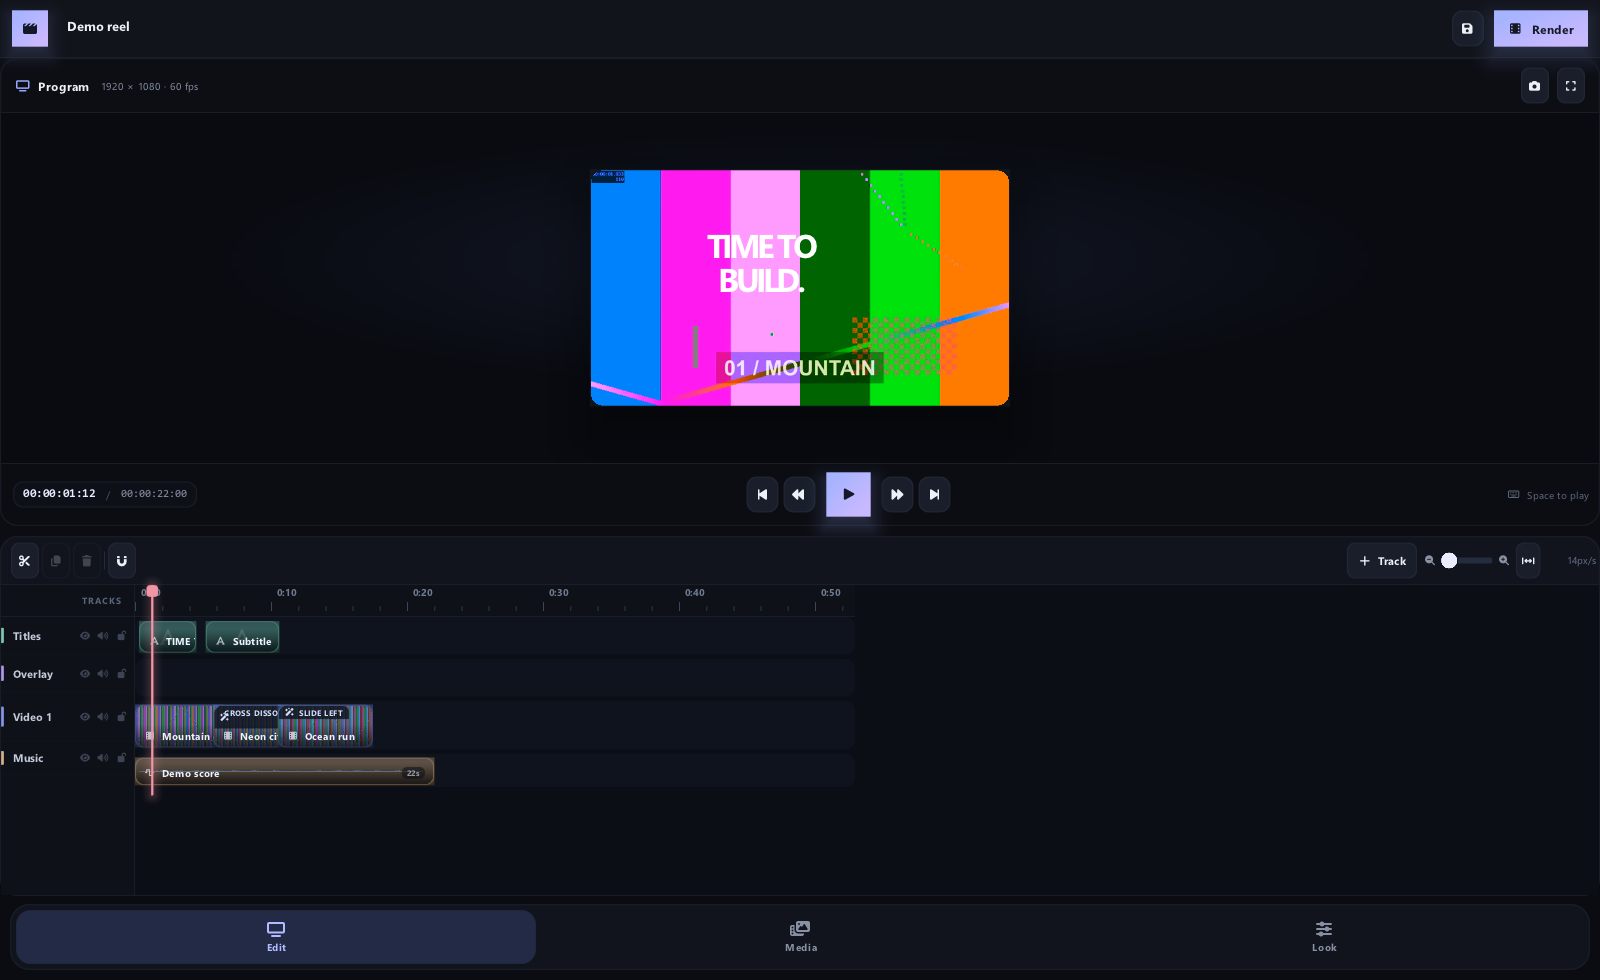 Demo reel
Render
Program
1920 × 1080 · 60 fps
TIME TO
BUILD.
01 / MOUNTAIN
00:00:01:12 / 00:00:22:00
Space to play
Track
14px/s
TRACKS
0:10
0:20
0:30
0:40
0:50
Titles
TIME
Subtitle
Overlay
Video 1
ROSS DISSO
SLIDE LEFT
Mountain
Neon ci
Ocean run
Music
Demo score
22s
Edit
Media
Look